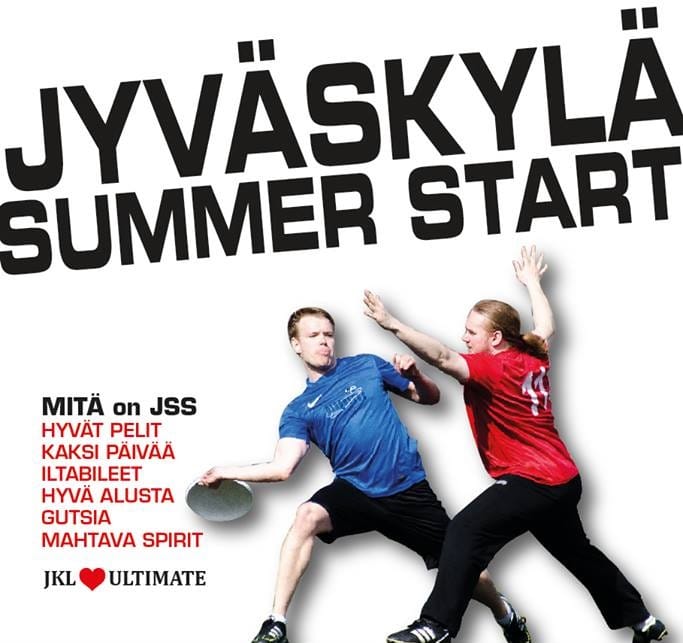 JYVÄSKYLÄ
SUMMER START
MITÄ on JSS
HYVÄT PELIT
KAKSI PÄIVÄÄ
ILTABILEET
HYVÄ ALUSTA
GUTSIA
MAHTAVA SPIRIT
JKL ULTIMATE